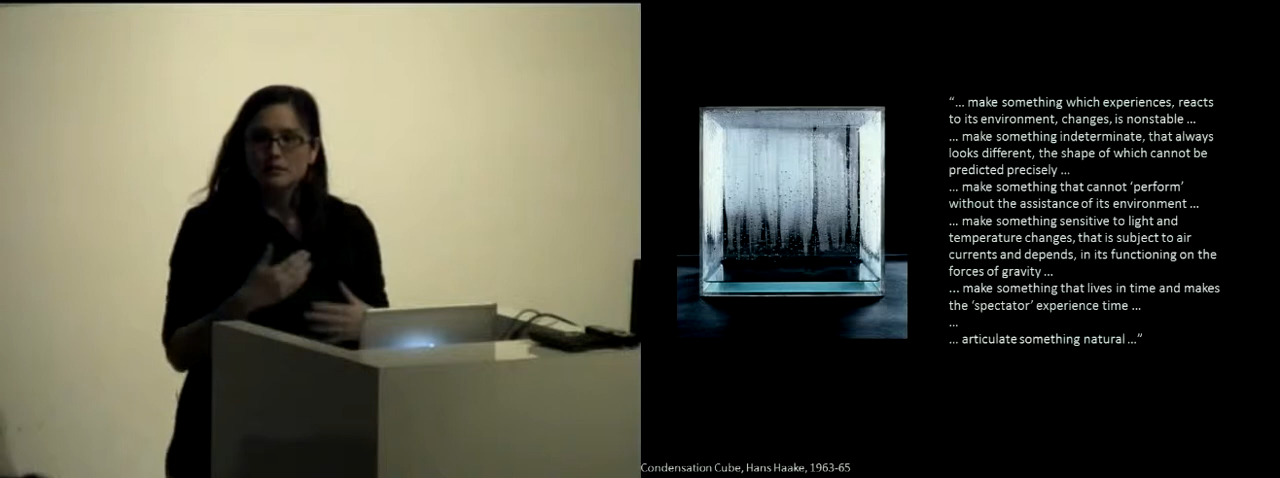 “... make something which experiences, reacts
to its environment, changes, is nonstable ...
... make something indeterminate, that always
looks different, the shape of which cannot be
predicted precisely ...
... make something that cannot ‘perform’
without the assistance of its environment ...
... make something sensitive to light and
temperature changes, that is subject to air
currents and depends, in its functioning on the
forces of gravity ...
... make something that lives in time and makes
the ‘spectator’ experience time ...
...
... articulate something natural ...”
Condensation Cube, Hans Haake, 1963-65